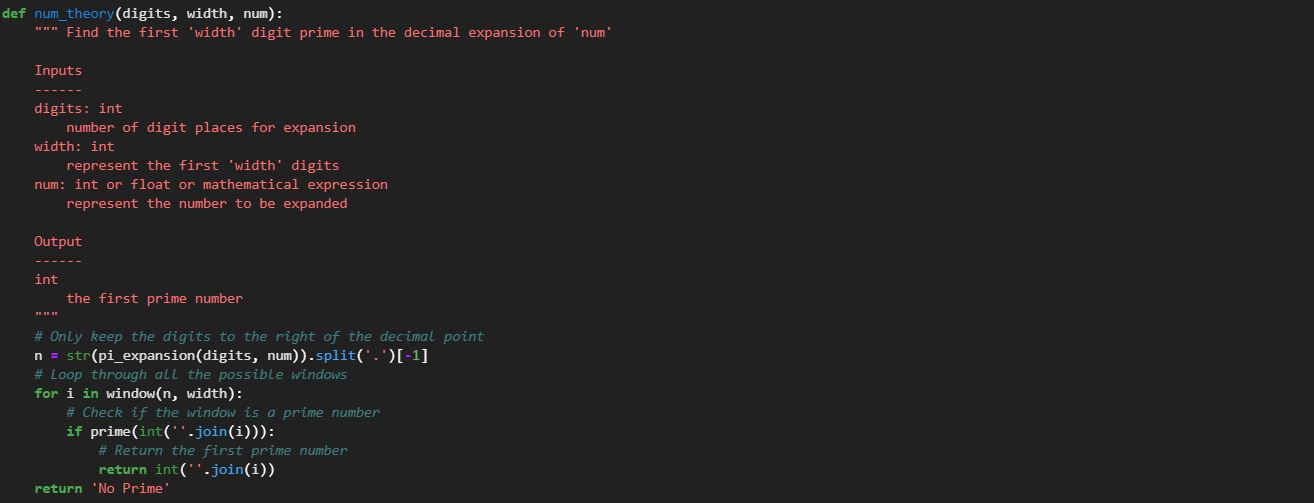 def num_theory(digits, width, num):
    """ Find the first 'width' digit prime in the decimal expansion of 'num'

    Inputs
    ------
    digits: int
        number of digit places for expansion
    width: int
        represent the first 'width' digits
    num: int or float or mathematical expression
        represent the number to be expanded

    Output
    ------
    int
        the first prime number
    """
    # Only keep the digits to the right of the decimal point
    n = str(pi_expansion(digits, num)).split('.')[-1]
    # Loop through all the possible windows
    for i in window(n, width):
        # Check if the window is a prime number
        if prime(int(''.join(i))):
            # Return the first prime number
            return int(''.join(i))
    return 'No Prime'